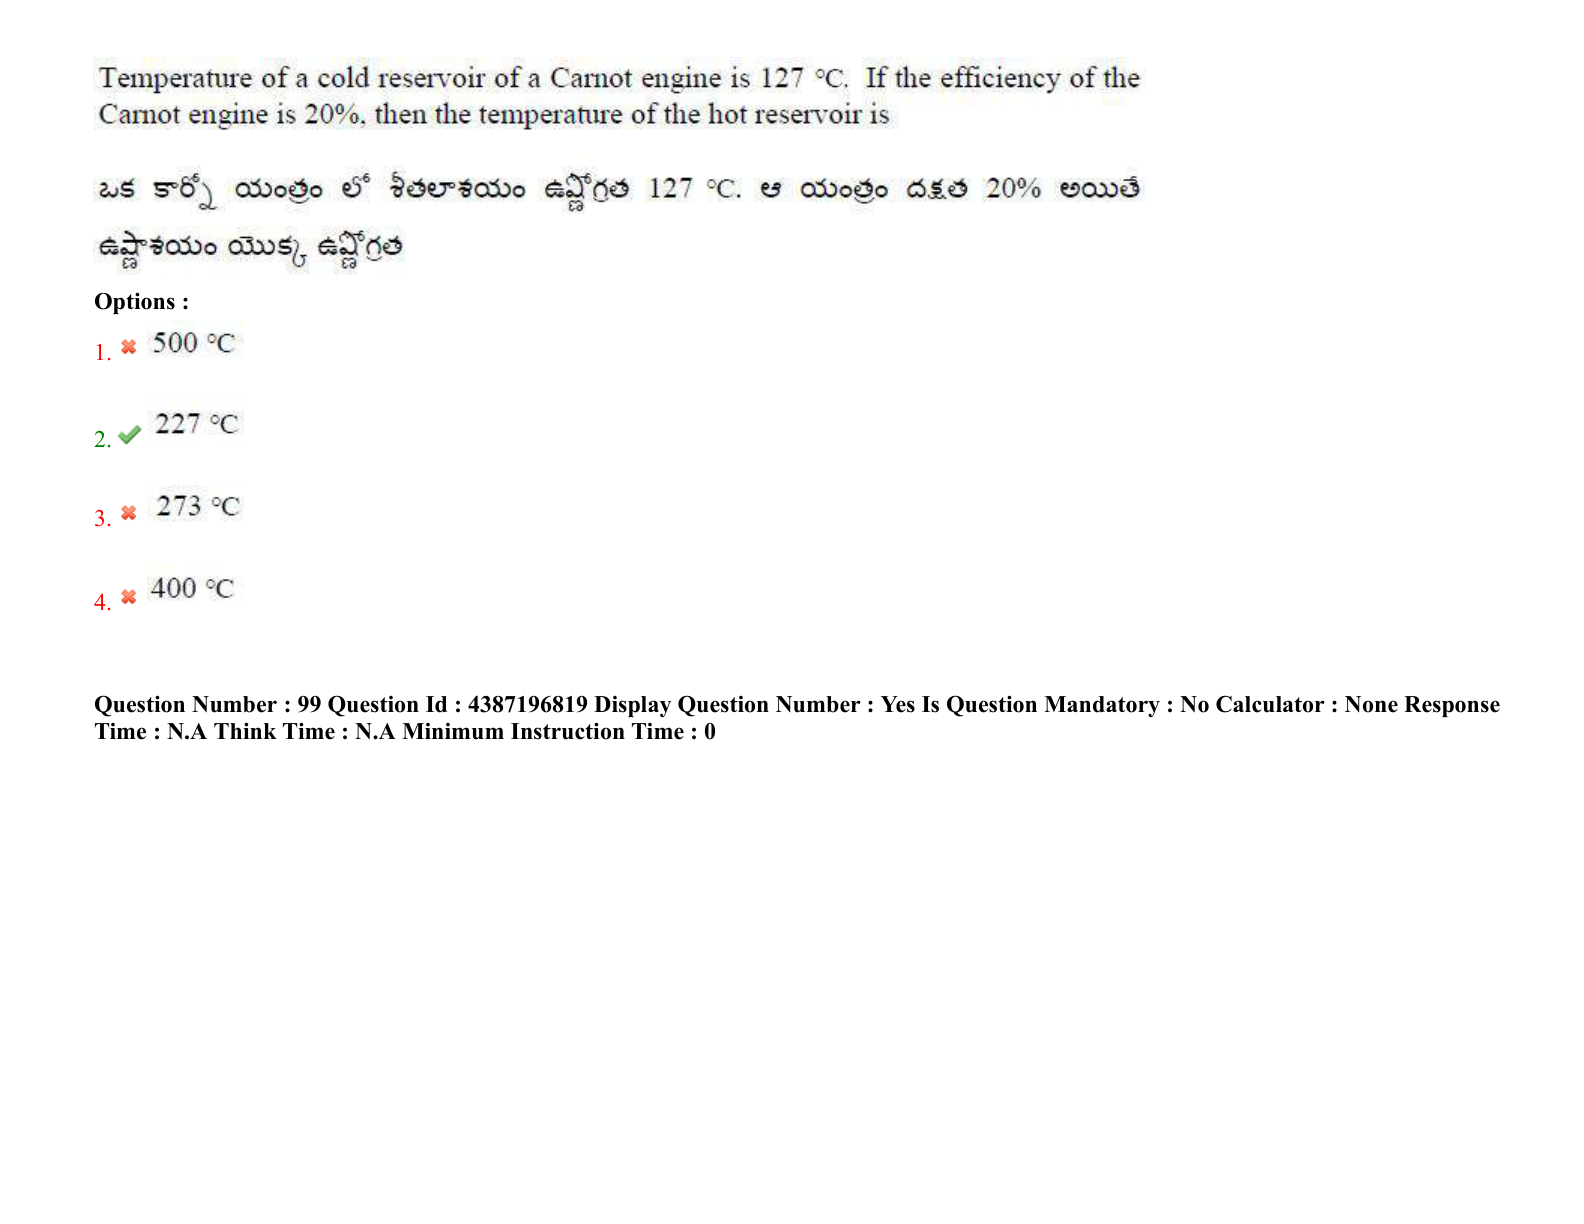 Temperature of a cold reservoir of a Carnot engine is 127 °C. If the efficiency of the
Carnot engine is 20%, then the temperature of the hot reservoir is
ఒక కార్నో యంత్రం లో శీతలాశయం ఉష్ణోగ్రత 127 °C. ఆ యంత్రం దక్షత 20% అయితే
ఉష్ణాశయం యొక్క ఉష్ణోగ్రత
Options :
1. 500 °C
2. 227 °C
3. 273 °C
4. 400 °C
Question Number : 99 Question Id : 4387196819 Display Question Number : Yes Is Question Mandatory : No Calculator : None Response
Time : N.A Think Time : N.A Minimum Instruction Time : 0